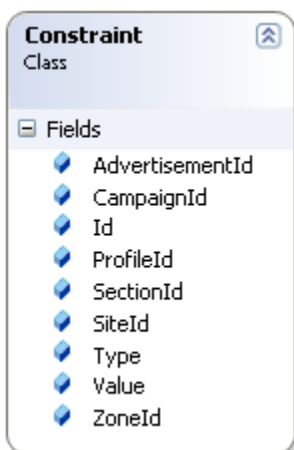 Constraint
Class
Fields
AdvertisementId
CampaignId
Id
ProfileId
SectionId
SiteId
Type
Value
ZoneId